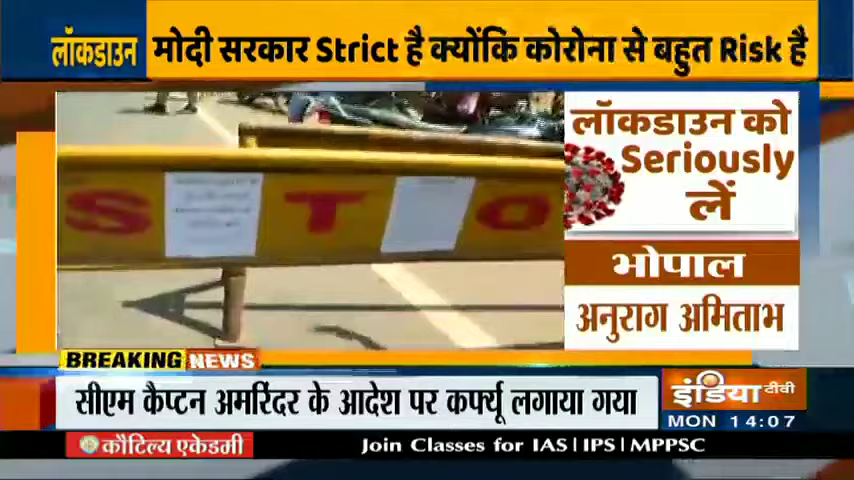 लॉकडाउन
मोदी सरकार Strict है क्योंकि कोरोना से बहुत Risk है
लॉकडाउन को
Seriously
लें
भोपाल
अनुराग अमिताभ
S T O
BREAKING NEWS
सीएम कैप्टन अमरिंदर के आदेश पर कर्फ्यू लगाया गया
इंडिया टीवी
MON 14:07
कौटिल्य एकेडमी
Join Classes for IAS | IPS | MPPSC